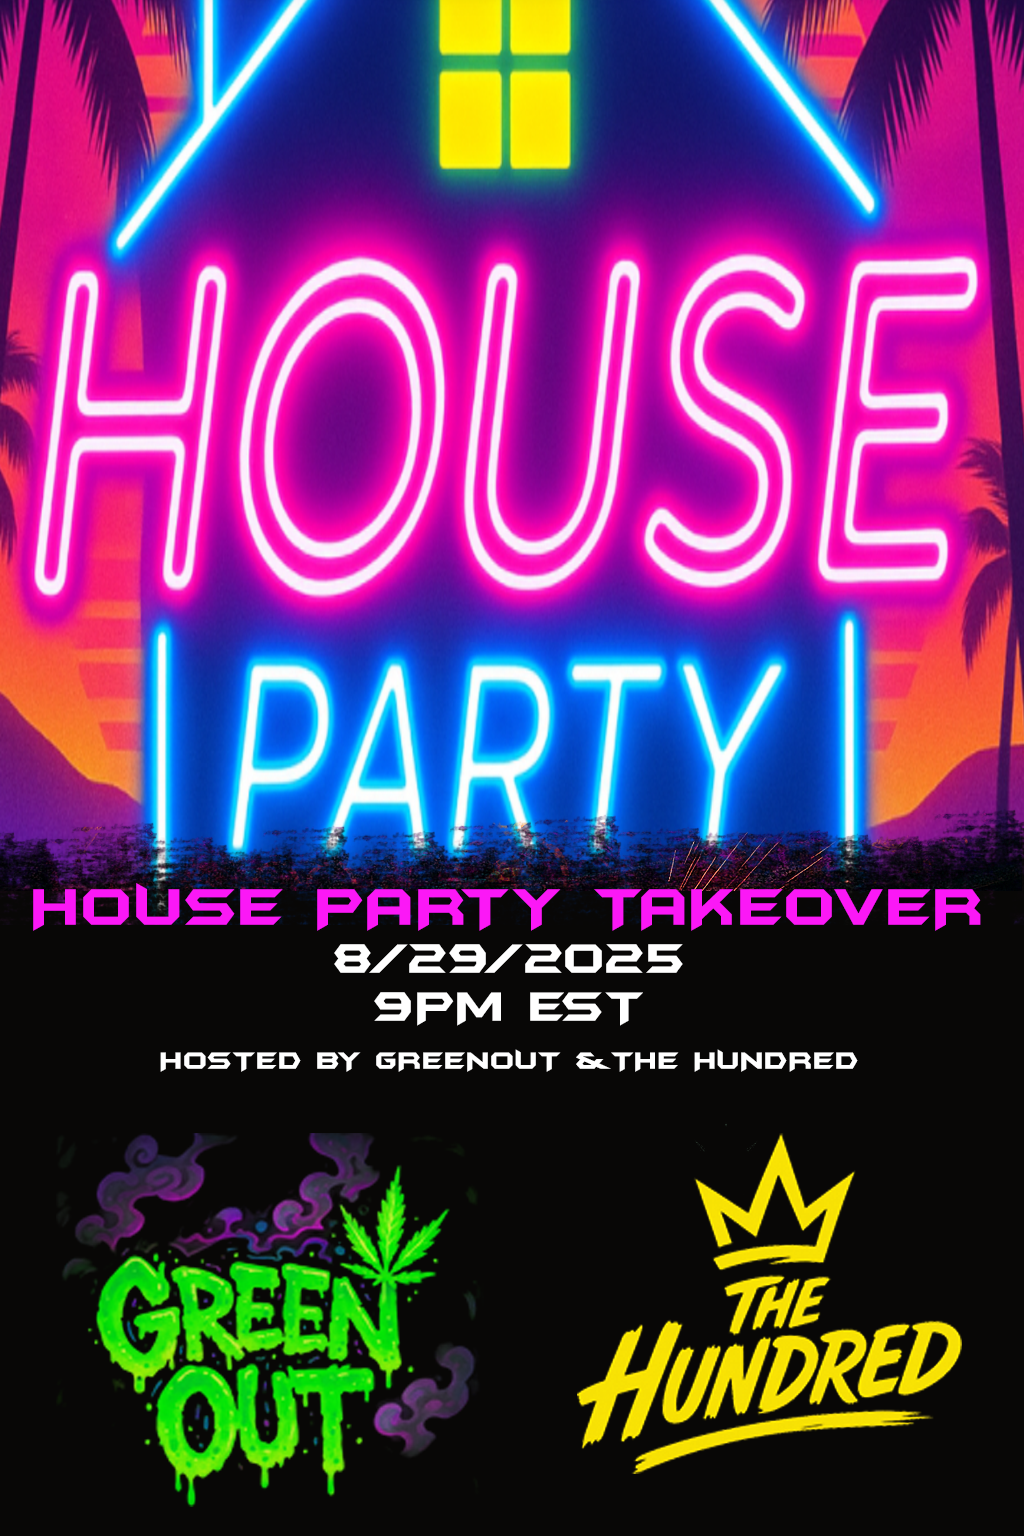 HOUSE
PARTY
HOUSE PARTY TAKEOVER
8/29/2025
9PM EST
HOSTED BY GREENOUT &THE HUNDRED
GREEN
OUT
THE
HUNDRED